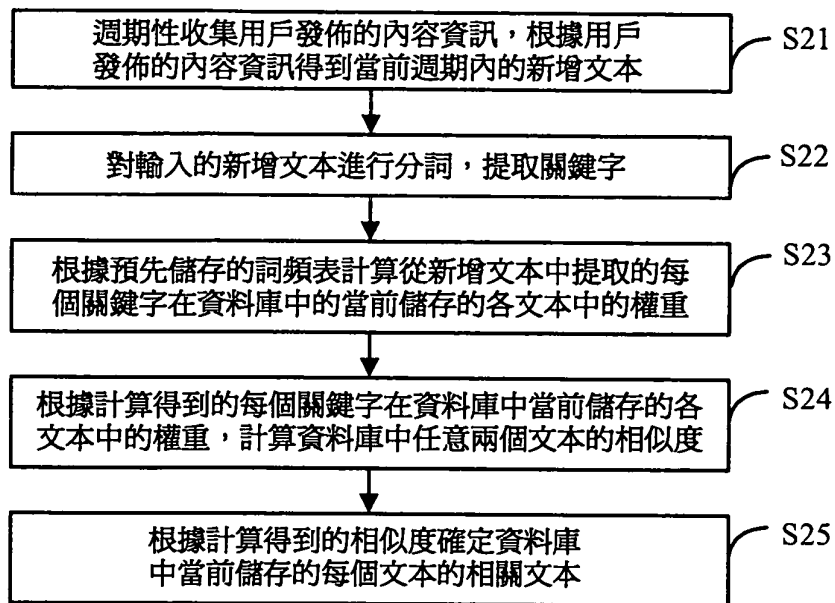 週期性收集用戶發佈的內容資訊，根據用戶
發佈的內容資訊得到當前週期內的新增文本
S21
對輸入的新增文本進行分詞，提取關鍵字
S22
根據預先儲存的詞頻表計算從新增文本中提取的每
個關鍵字在資料庫中的當前儲存的各文本中的權重
S23
根據計算得到的每個關鍵字在資料庫中當前儲存的各
文本中的權重，計算資料庫中任意兩個文本的相似度
S24
根據計算得到的相似度確定資料庫
中當前儲存的每個文本的相關文本
S25